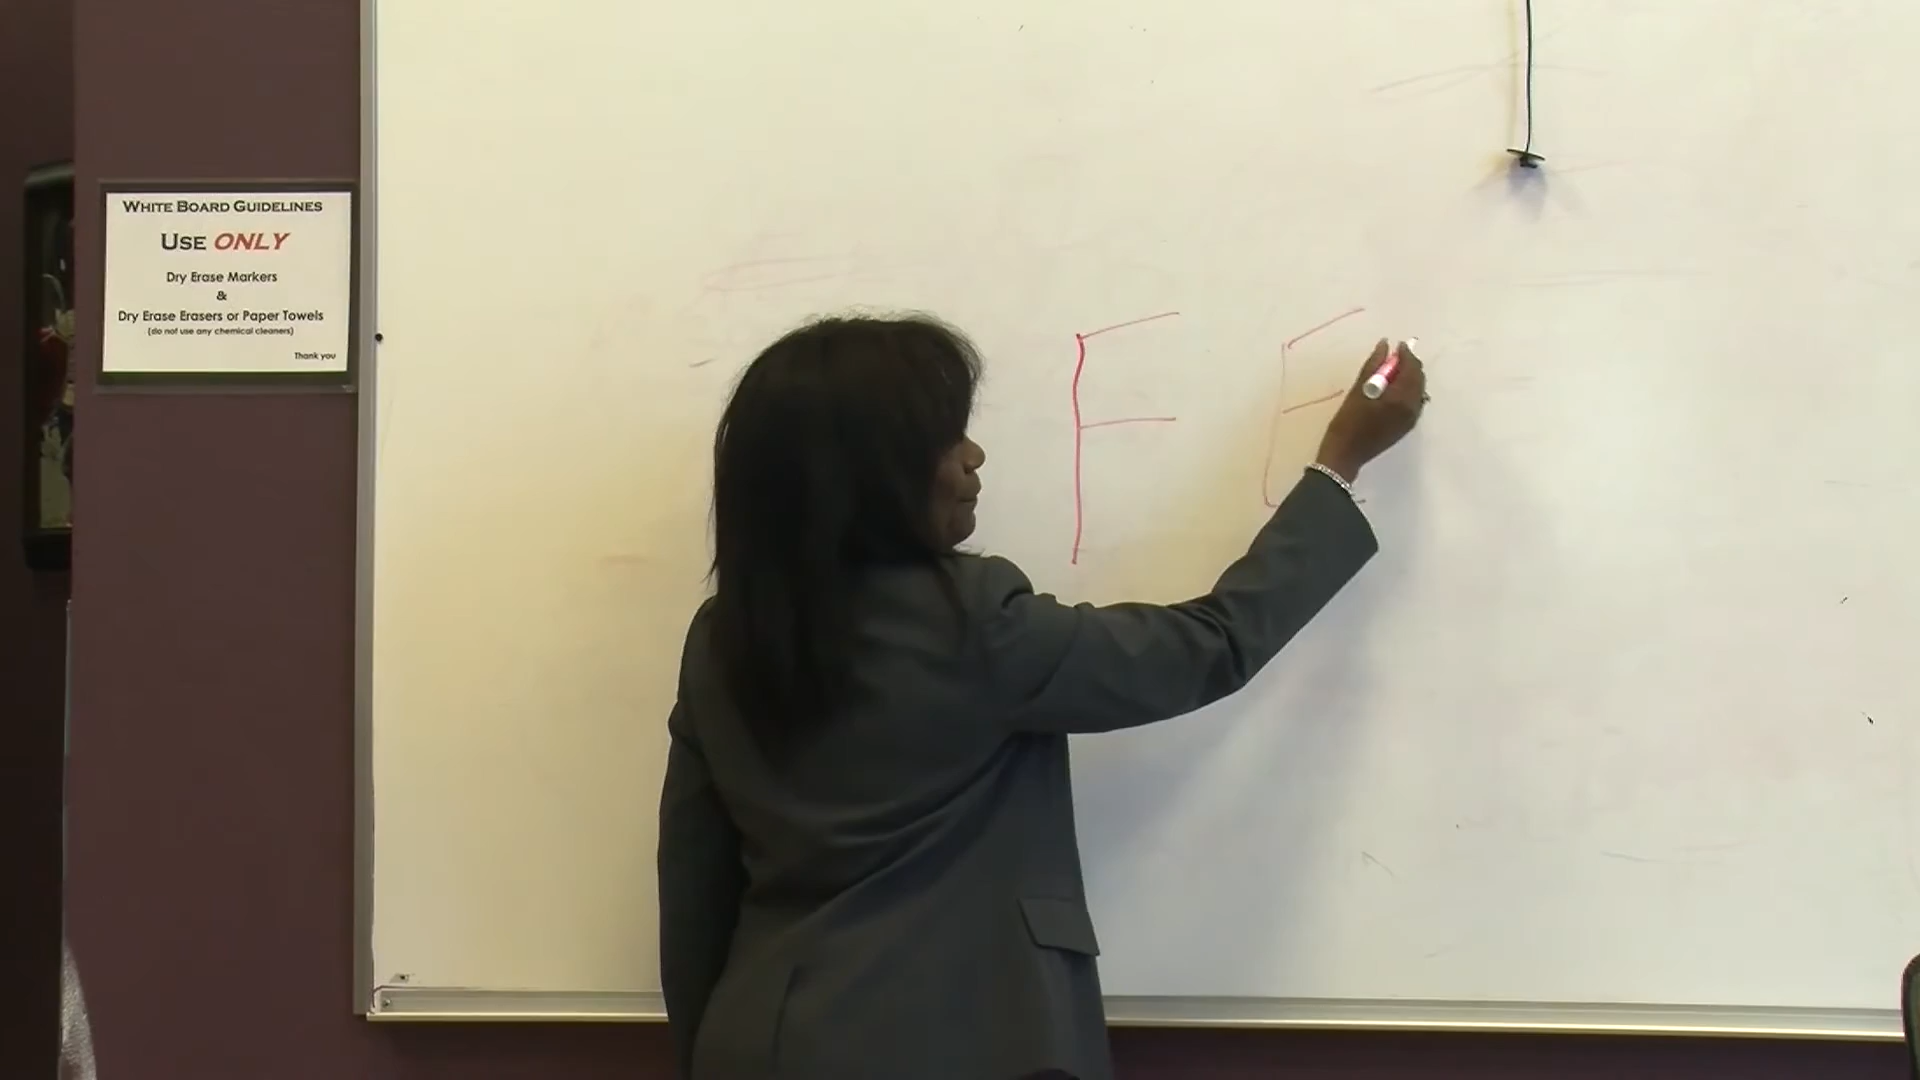 WHITE BOARD GUIDELINES
USE ONLY
Dry Erase Markers
&
Dry Erase Erasers or Paper Towels
(do not use any chemical cleaners)
Thank you
F E